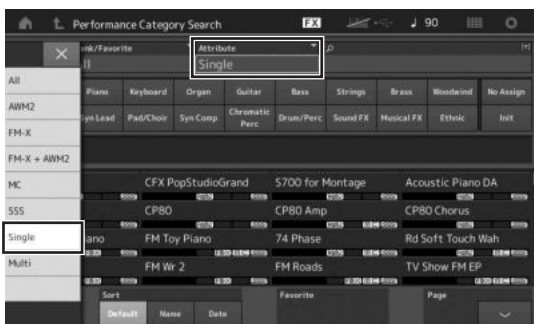 Performance Category Search FX 90
ank/Favorite Attribute
ll Single
All
AWM2
FM-X
FM-X + AWM2
MC
SSS
Single
Multi
Piano Keyboard Organ Guitar Bass Strings Brass Woodwind No Assign
yn Lead Pad/Choir Syn Comp Chromatic Perc Drum/Perc Sound FX Musical FX Ethnic Init
CFX PopStudioGrand S700 for Montage Acoustic Piano DA
CP80 CP80 Amp CP80 Chorus
ano FM Toy Piano 74 Phase Rd Soft Touch Wah
FM Wr 2 FM Roads TV Show FM EP
Sort Favorite Page
Default Name Date